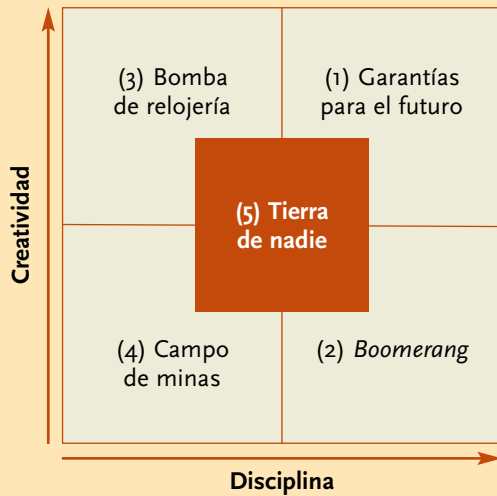 Creatividad
(3) Bomba
de relojería
(1) Garantías
para el futuro
(5) Tierra
de nadie
(4) Campo
de minas
(2) Boomerang
Disciplina